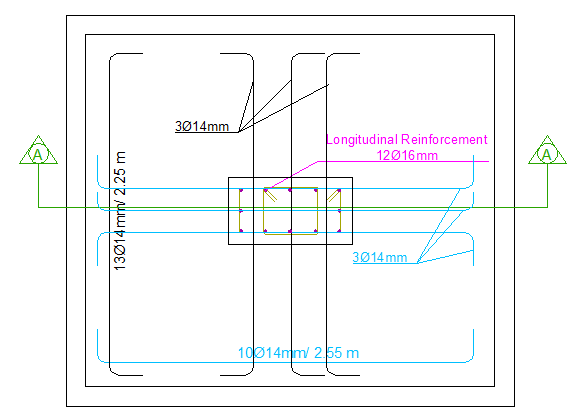 3Ø14mm
Longitudinal Reinforcement
12Ø16mm
A
A
13Ø14mm/ 2.25 m
3Ø14mm
10Ø14mm/ 2.55 m